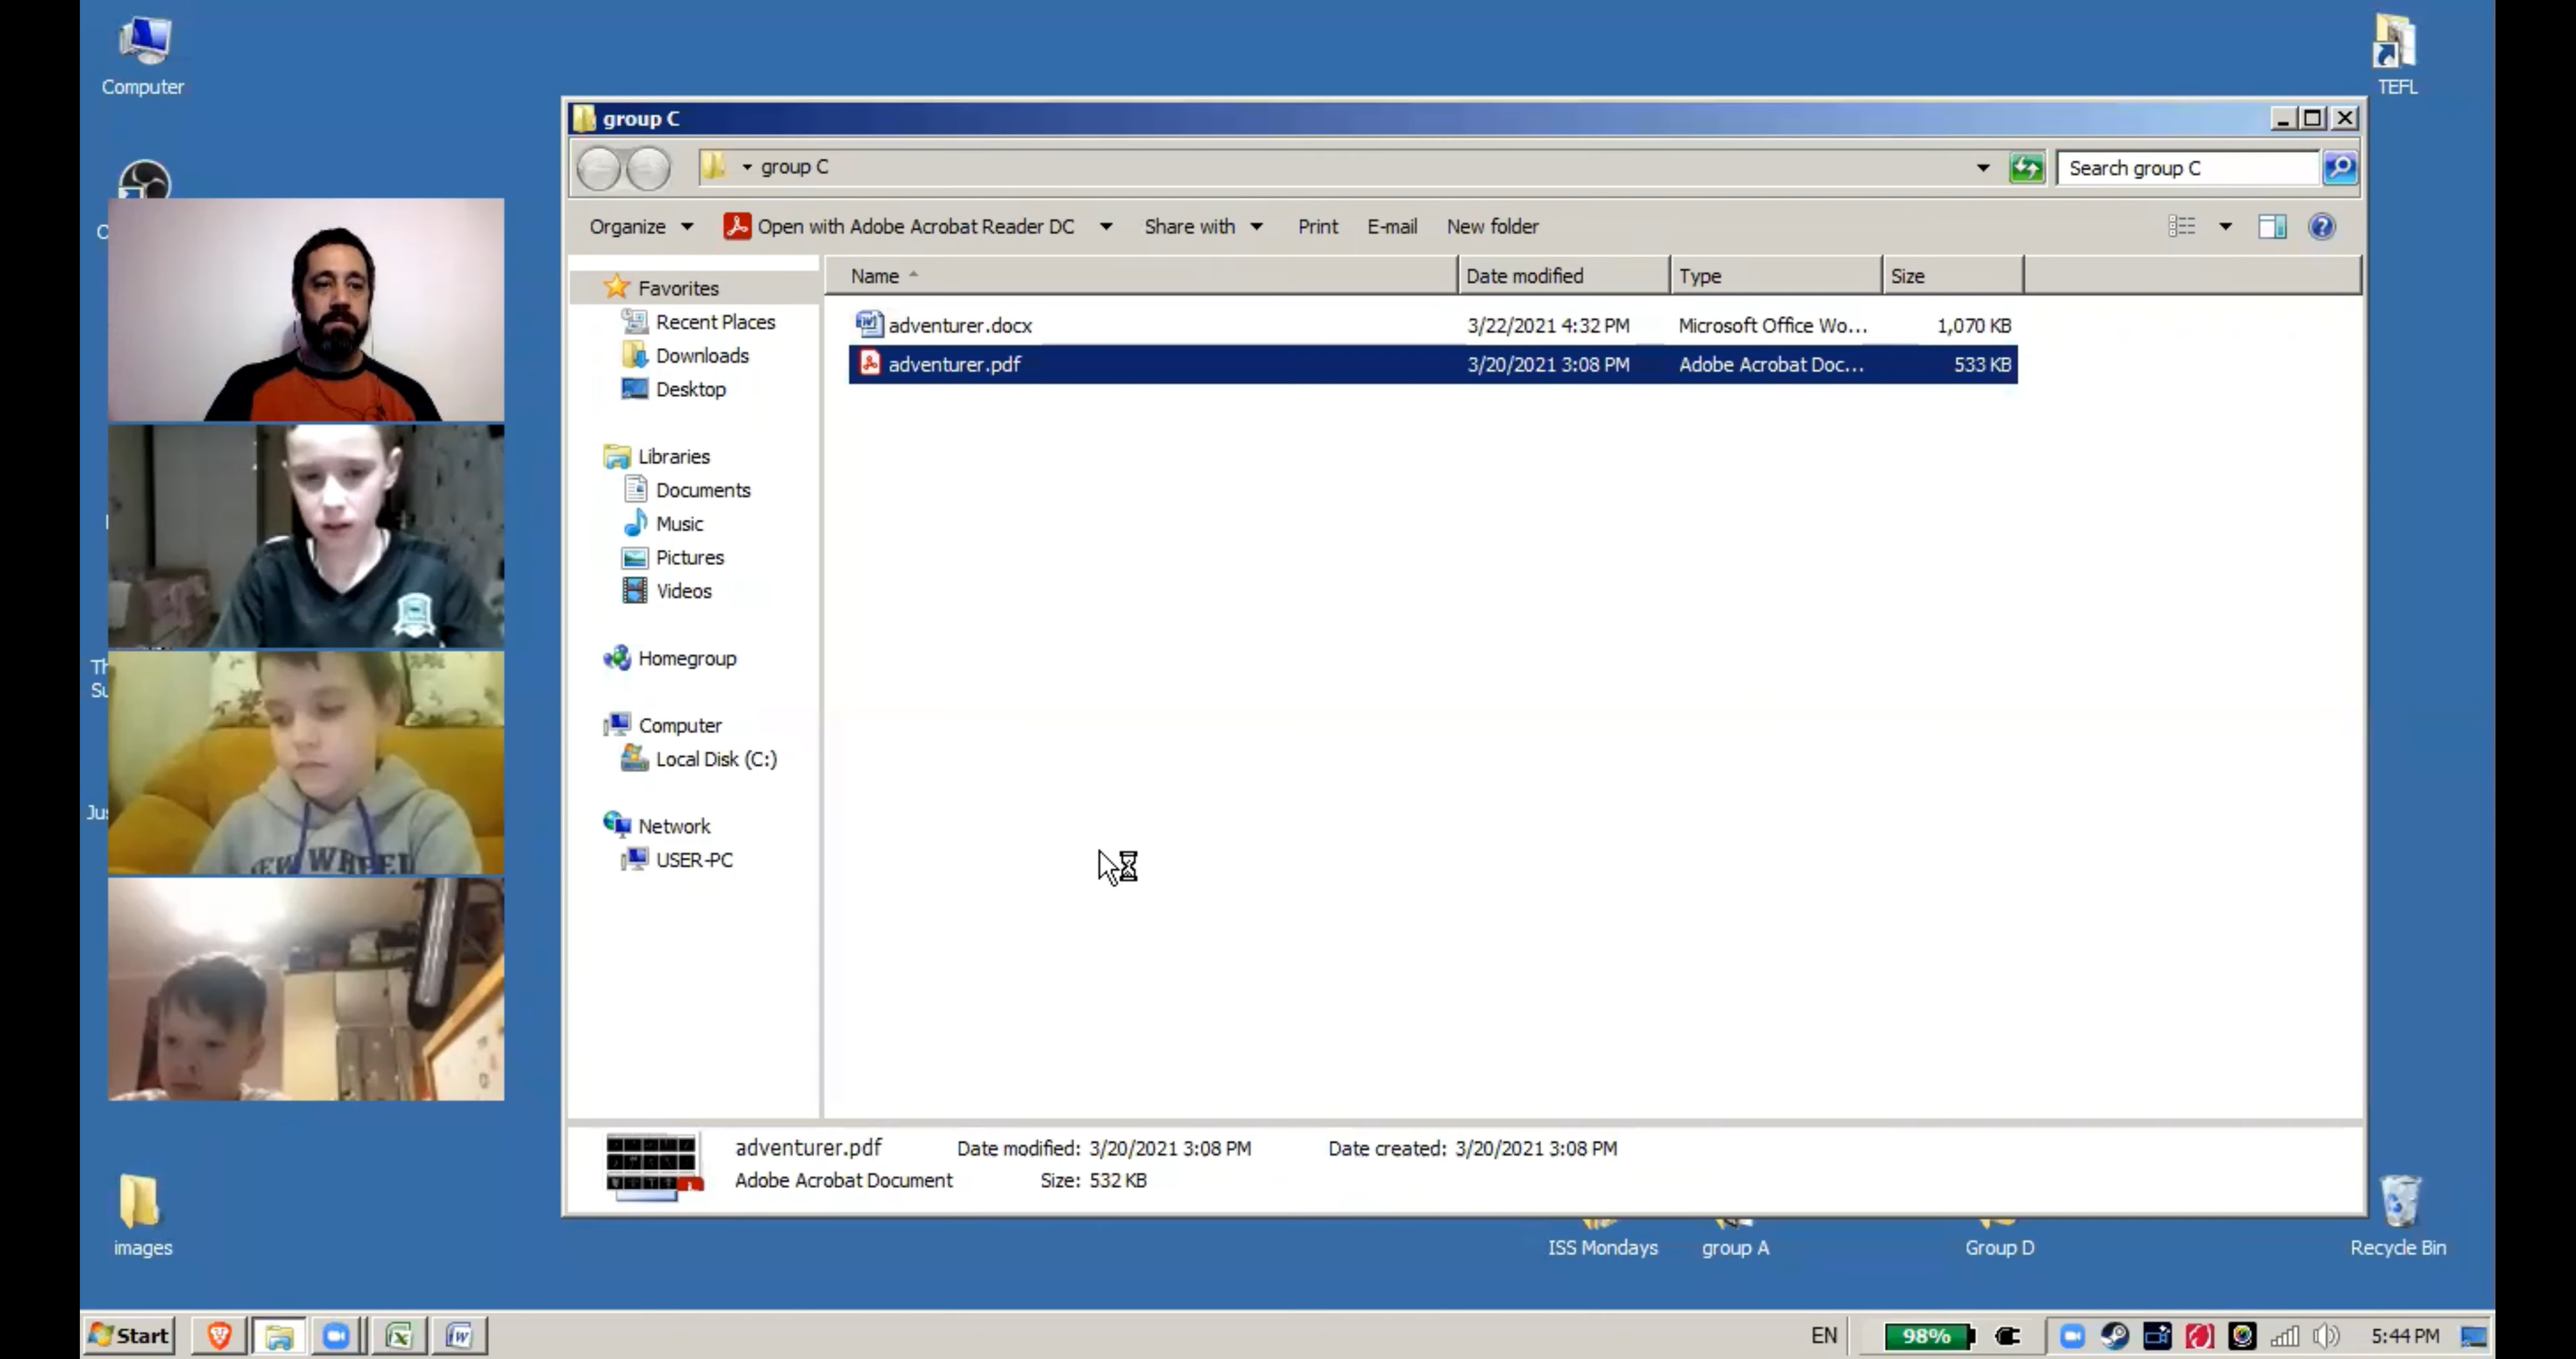 Computer
TEFL
group C
group C
Search group C
Organize
Open with Adobe Acrobat Reader DC
Share with
Print
E-mail
New folder
Name
Date modified
Type
Size
Favorites
Recent Places
Downloads
Desktop
Libraries
Documents
Music
Pictures
Videos
Homegroup
Computer
Local Disk (C:)
Network
USER-PC
adventurer.docx 3/22/2021 4:32 PM Microsoft Office Wo... 1,070 KB
adventurer.pdf 3/20/2021 3:08 PM Adobe Acrobat Doc... 533 KB
adventurer.pdf Date modified: 3/20/2021 3:08 PM Date created: 3/20/2021 3:08 PM
Adobe Acrobat Document Size: 532 KB
images
ISS Mondays
group A
Group D
Recycle Bin
Start
EN
98%
5:44 PM